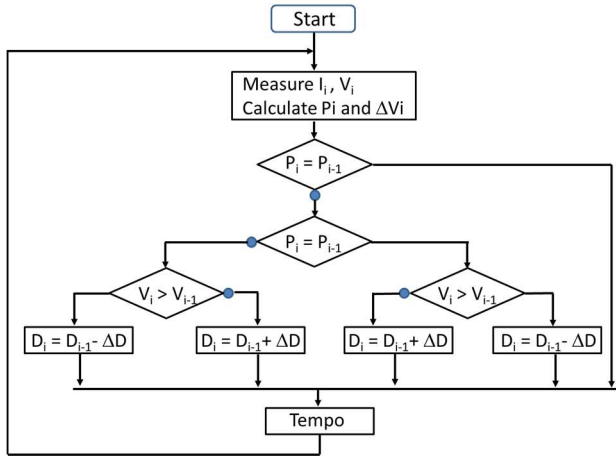 Start
Measure Iᵢ , Vᵢ
Calculate Pi and ΔVi
Pᵢ = Pᵢ₋₁
Pᵢ = Pᵢ₋₁
Vᵢ > Vᵢ₋₁
Vᵢ > Vᵢ₋₁
Dᵢ = Dᵢ₋₁- ΔD
Dᵢ = Dᵢ₋₁+ ΔD
Dᵢ = Dᵢ₋₁+ ΔD
Dᵢ = Dᵢ₋₁- ΔD
Tempo